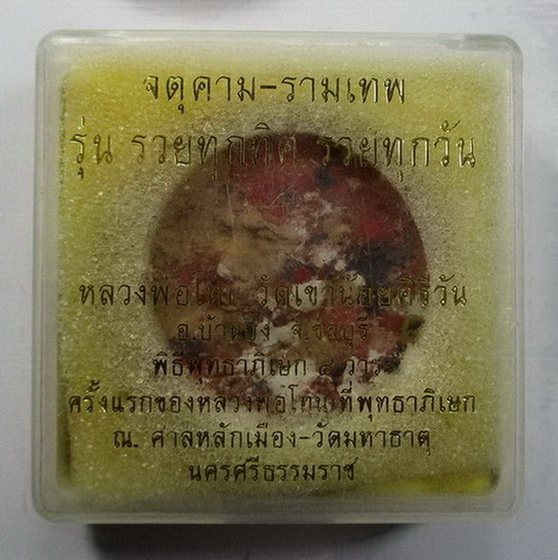 จตุคาม-รามเทพ
รุ่น รวยทุกทิศ รวยทุกวัน
หลวงพ่อโทน วัดเขาน้อยคีรีวัน
อ.บ้านบึง จ.ชลบุรี
พิธีพุทธาภิเษก ๔ วาระ
ครั้งแรกของหลวงพ่อโทนที่พุทธาภิเษก
ณ. ศาลหลักเมือง-วัดมหาธาตุ
นครศรีธรรมราช